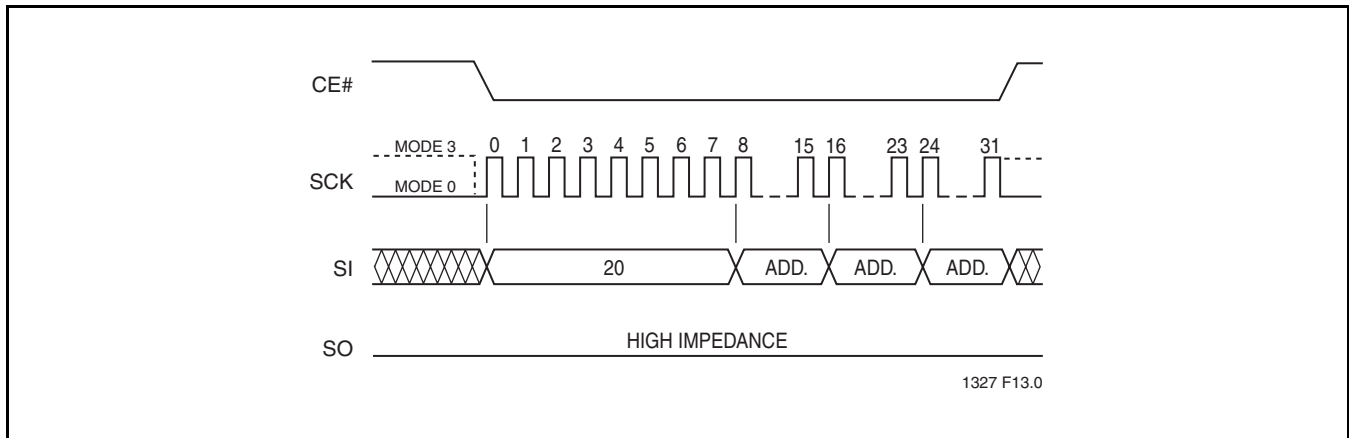 CE#
MODE 3 0 1 2 3 4 5 6 7 8 15 16 23 24 31
SCK
MODE 0
SI 20 ADD. ADD. ADD.
SO HIGH IMPEDANCE
1327 F13.0